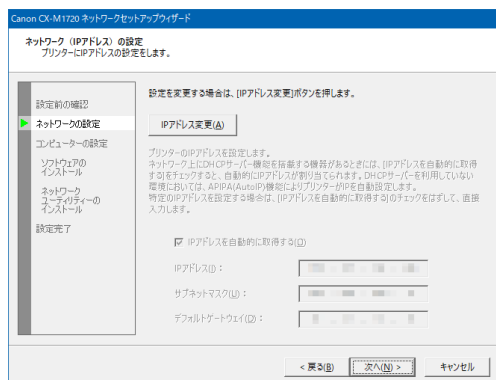 Canon CX-M1720 ネットワークセットアップウィザード
ネットワーク（IPアドレス）の設
定
プリンターにIPアドレスの設定をします。
設定前の確認
ネットワークの設定
コンピューターの設定
ソフトウェアの
インストール
ネットワーク
ユーティリティーの
インストール
設定完了
設定を変更する場合は、[IPアドレス変更]ボタンを押します。
IPアドレス変更(A)
プリンターのIPアドレスを設定します。
ネットワーク上にDHCPサーバー機能を搭載する機器があるときには、[IPアドレスを自動的に取得
する]をチェックすると、自動的にIPアドレスが割り当てられます。DHCPサーバーを利用していない
環境においては、APIPA(AutoIP)機能によりプリンターがIPを自動設定します。
特定のIPアドレスを設定する場合は、[IPアドレスを自動的に取得する]のチェックをはずして、直接
入力します。
IPアドレスを自動的に取得する(O)
IPアドレス(I)：
サブネットマスク(U)：
デフォルトゲートウェイ(D)：
< 戻る(B)
次へ(N) >
キャンセル